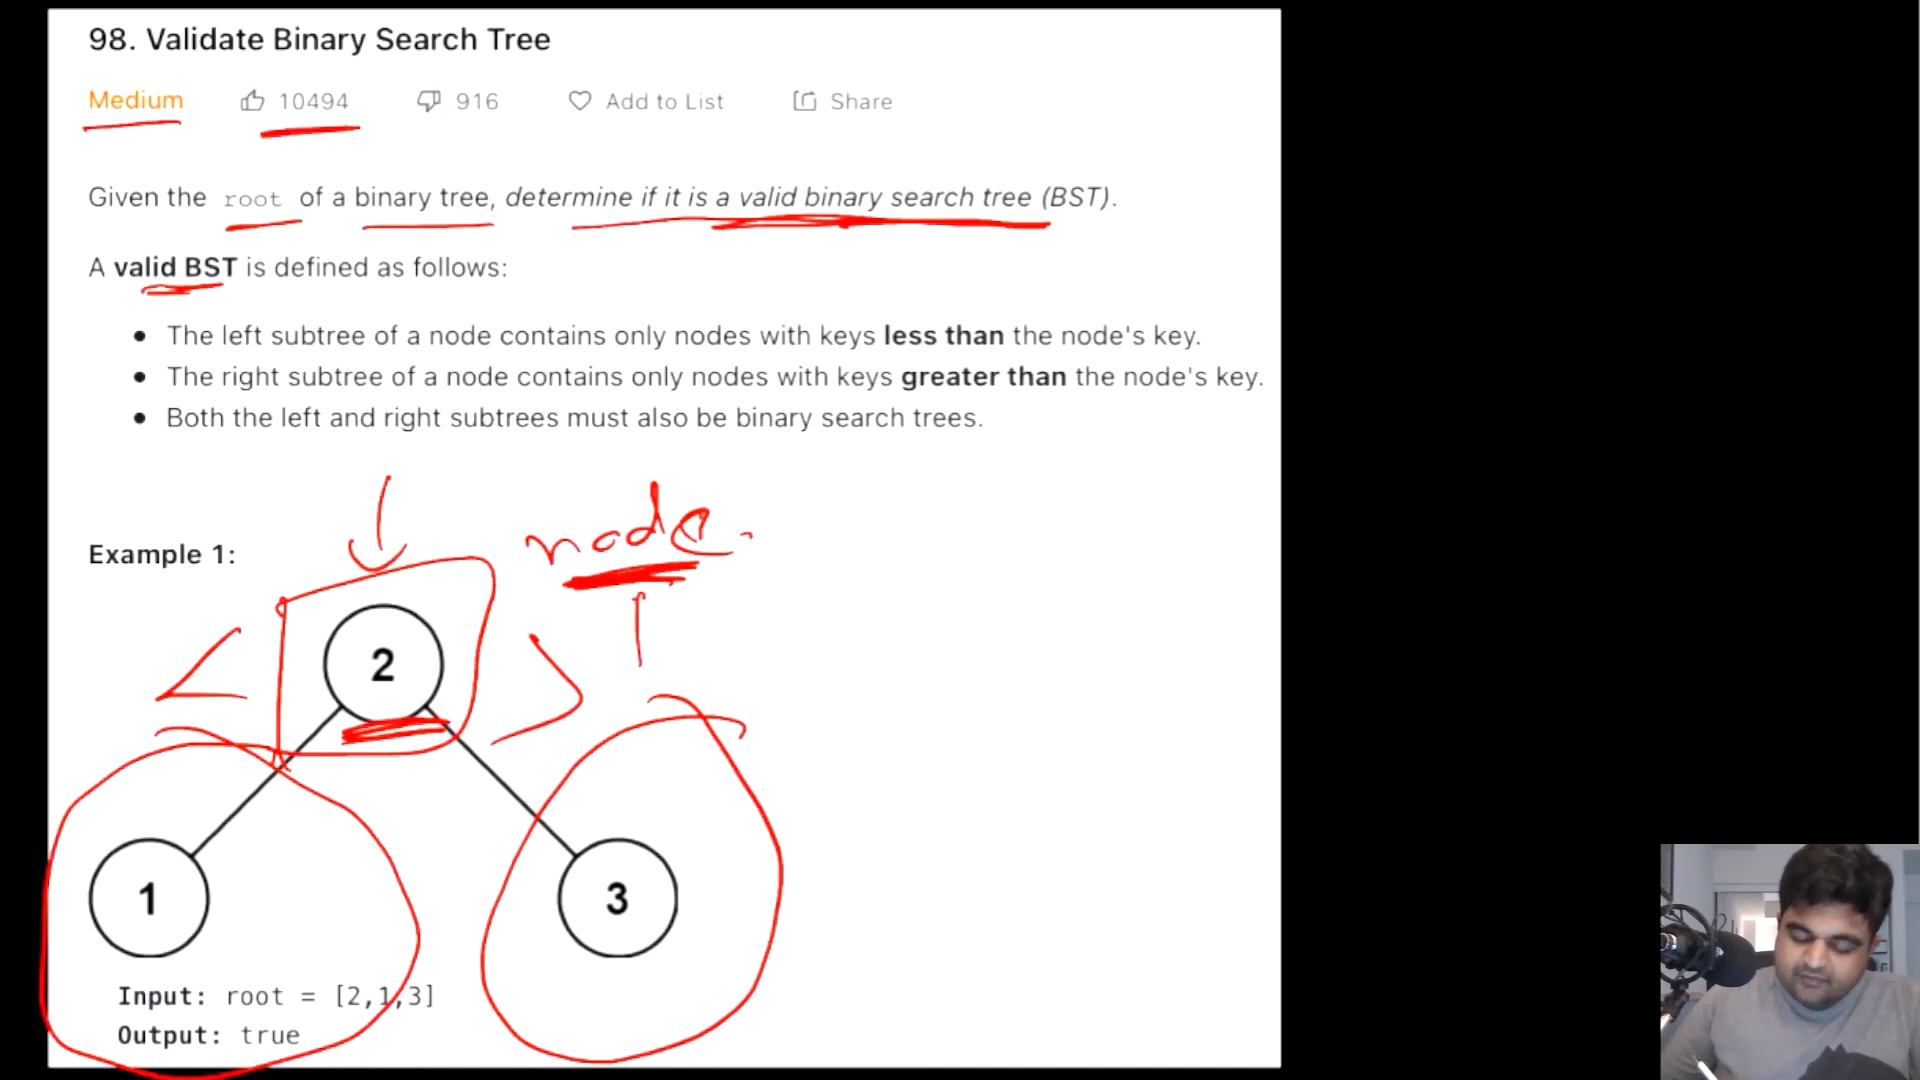 98. Validate Binary Search Tree
Medium 10494 916 Add to List Share
Given the root of a binary tree, determine if it is a valid binary search tree (BST).
A valid BST is defined as follows:
• The left subtree of a node contains only nodes with keys less than the node's key.
• The right subtree of a node contains only nodes with keys greater than the node's key.
• Both the left and right subtrees must also be binary search trees.
node
Example 1:
2
< >
1 3
Input: root = [2,1,3]
Output: true